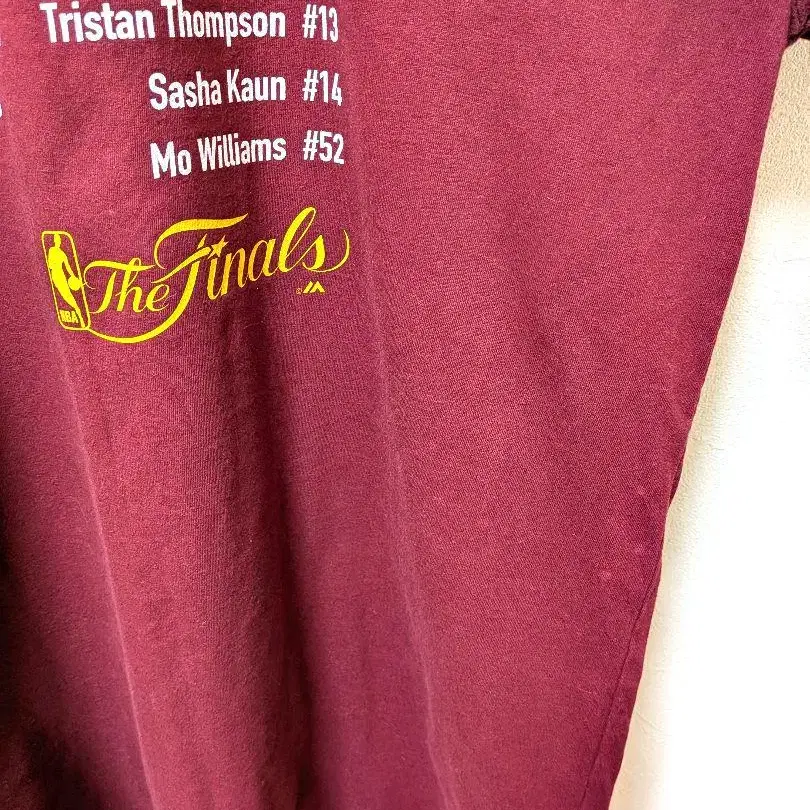 Tristan Thompson #13
Sasha Kaun #14
Mo Williams #52
NBA The Finals
©